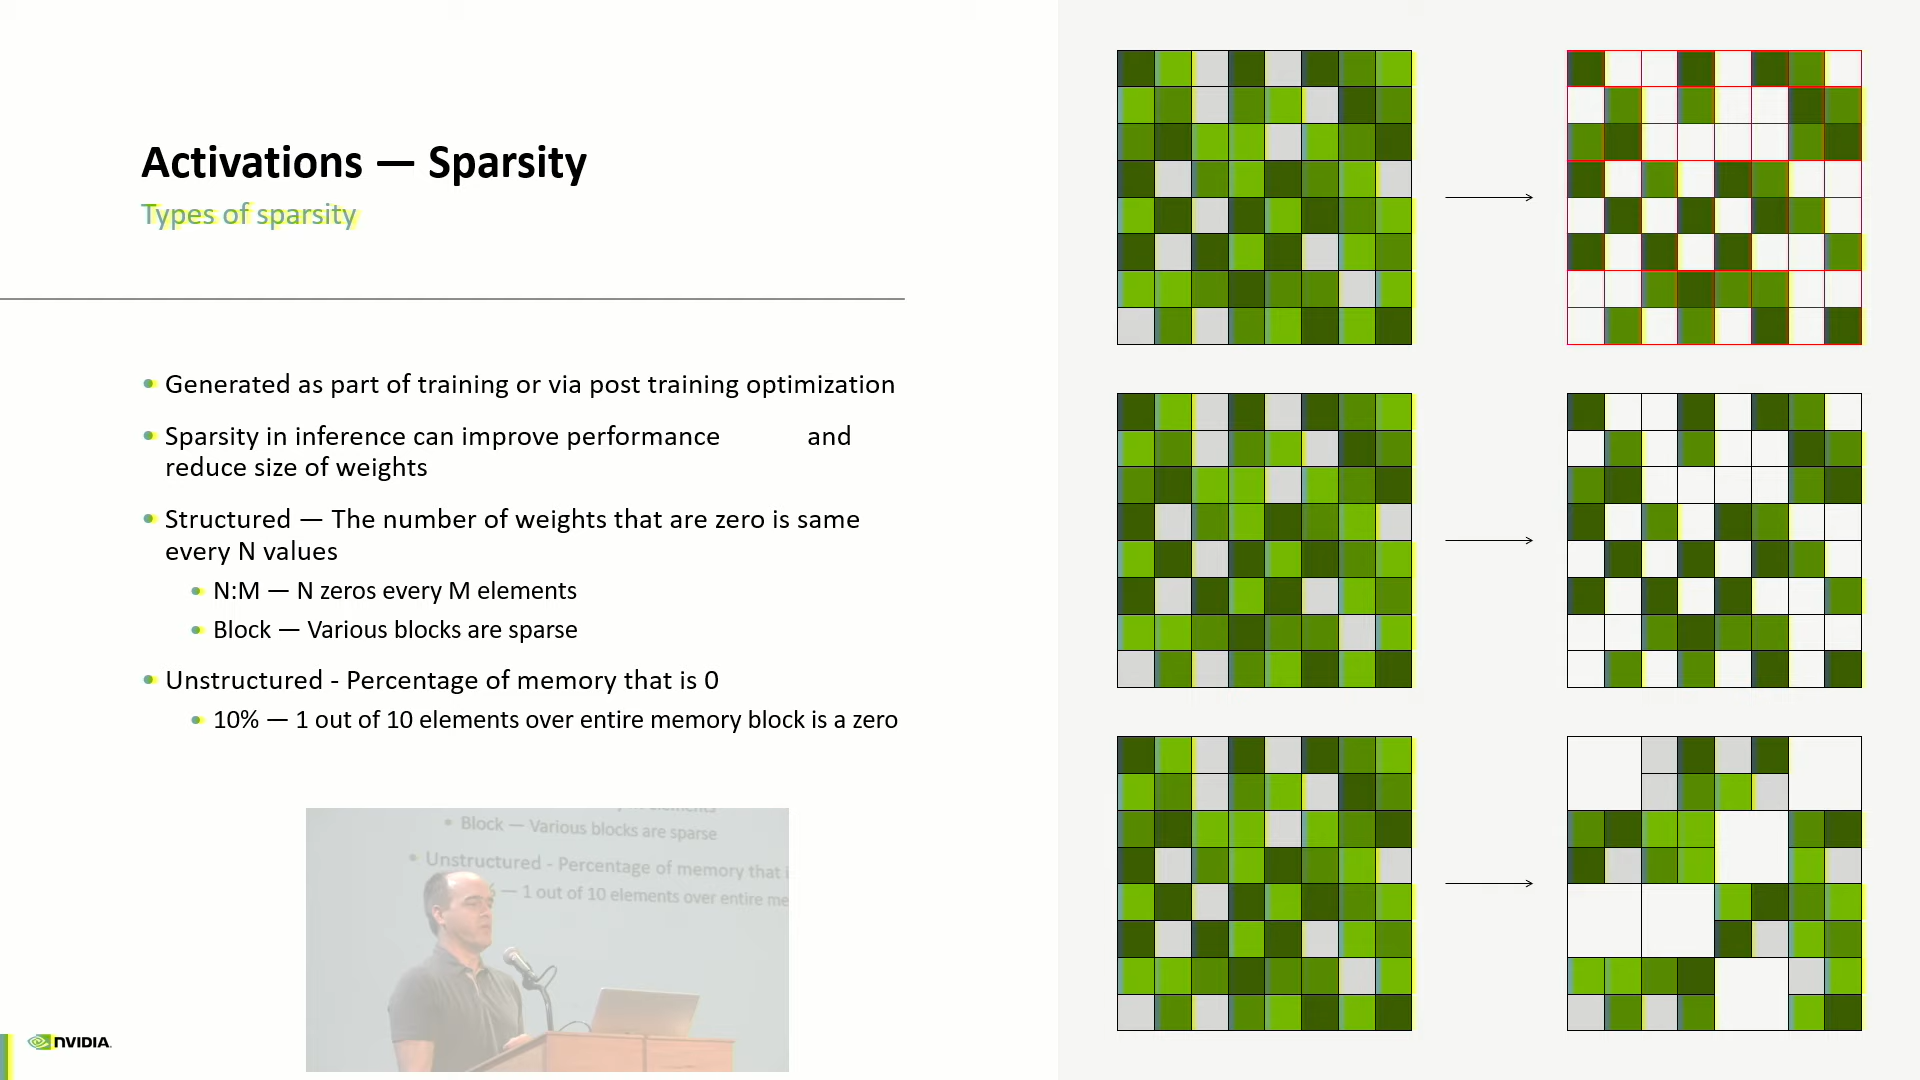 Activations — Sparsity
Types of sparsity
• Generated as part of training or via post training optimization
• Sparsity in inference can improve performance and
reduce size of weights
• Structured — The number of weights that are zero is same
every N values
• N:M — N zeros every M elements
• Block — Various blocks are sparse
• Unstructured - Percentage of memory that is 0
• 10% — 1 out of 10 elements over entire memory block is a zero
• Block — Various blocks are sparse
• Unstructured - Percentage of memory that
— 1 out of 10 elements over entire
NVIDIA